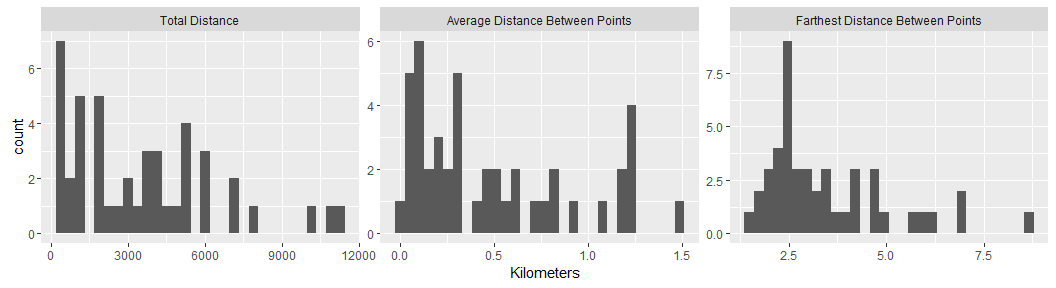 Total Distance
Average Distance Between Points
Farthest Distance Between Points
count
0
2
4
6
0
2
4
6
0.0
2.5
5.0
7.5
0 3000 6000 9000 12000
0.0 0.5 1.0 1.5
2.5 5.0 7.5
Kilometers